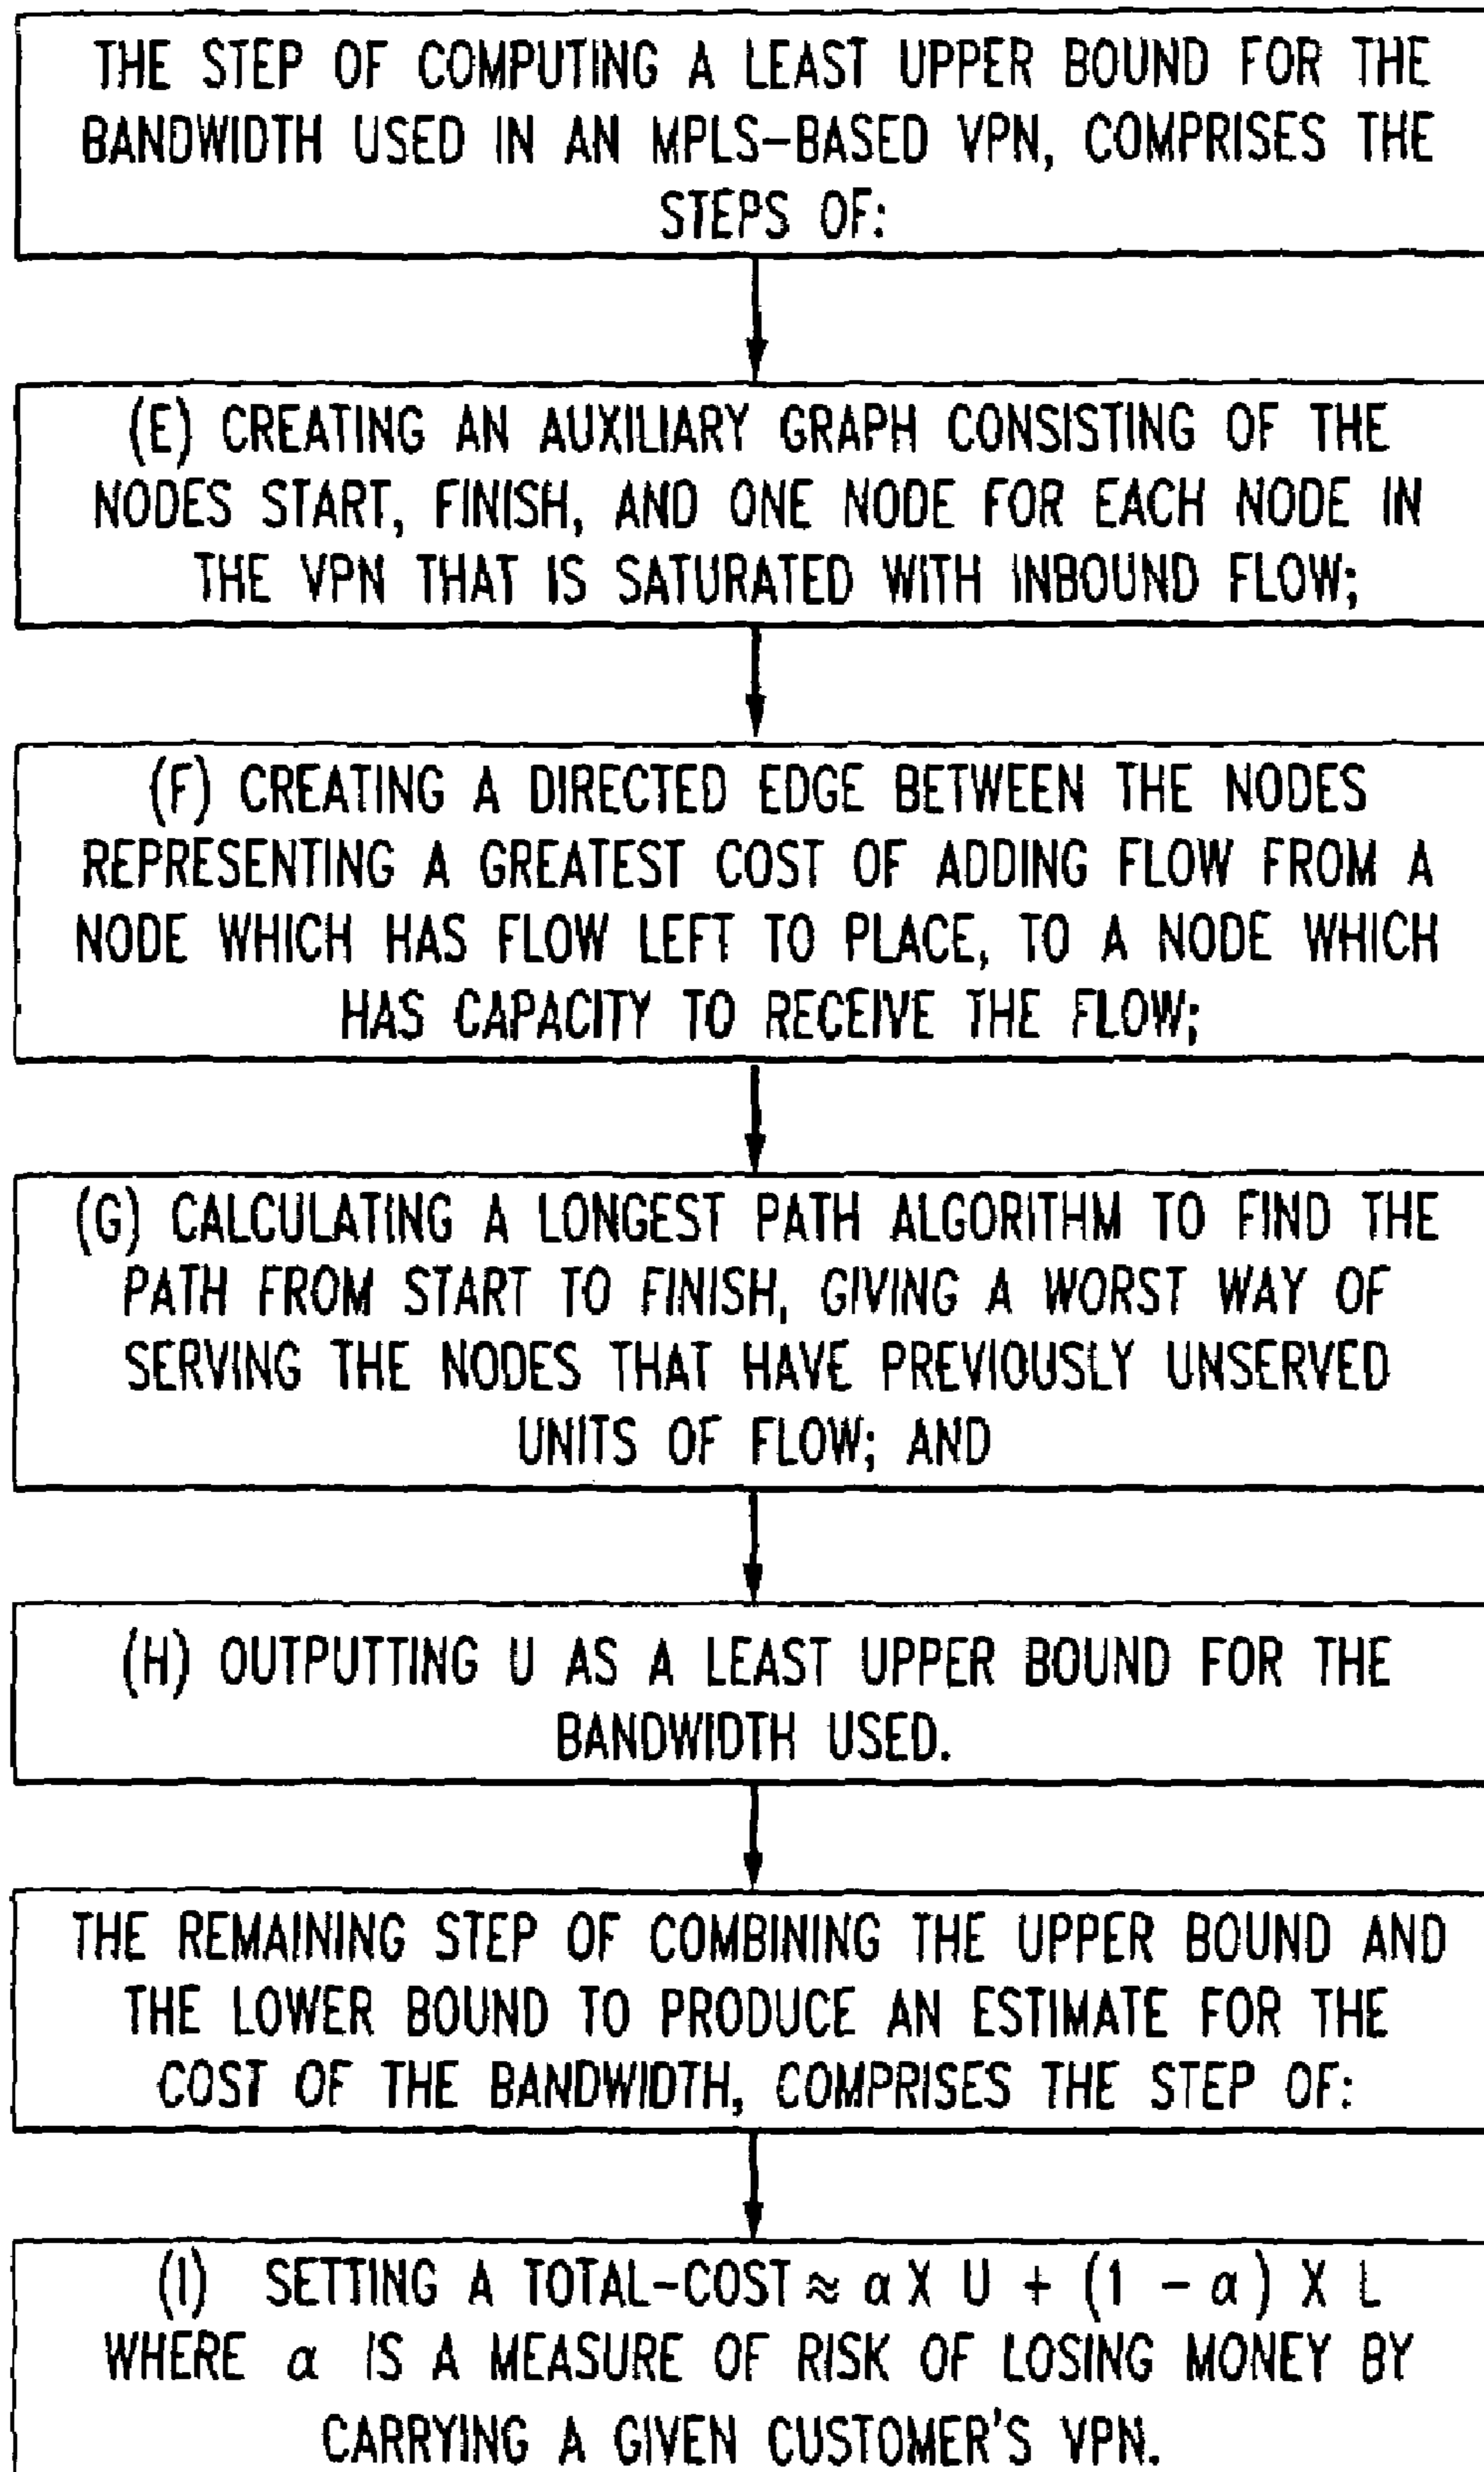 THE STEP OF COMPUTING A LEAST UPPER BOUND FOR THE
BANDWIDTH USED IN AN MPLS-BASED VPN, COMPRISES THE
STEPS OF:
(E) CREATING AN AUXILIARY GRAPH CONSISTING OF THE
NODES START, FINISH, AND ONE NODE FOR EACH NODE IN
THE VPN THAT IS SATURATED WITH INBOUND FLOW;
(F) CREATING A DIRECTED EDGE BETWEEN THE NODES
REPRESENTING A GREATEST COST OF ADDING FLOW FROM A
NODE WHICH HAS FLOW LEFT TO PLACE, TO A NODE WHICH
HAS CAPACITY TO RECEIVE THE FLOW;
(G) CALCULATING A LONGEST PATH ALGORITHM TO FIND THE
PATH FROM START TO FINISH, GIVING A WORST WAY OF
SERVING THE NODES THAT HAVE PREVIOUSLY UNSERVED
UNITS OF FLOW; AND
(H) OUTPUTTING U AS A LEAST UPPER BOUND FOR THE
BANDWIDTH USED.
THE REMAINING STEP OF COMBINING THE UPPER BOUND AND
THE LOWER BOUND TO PRODUCE AN ESTIMATE FOR THE
COST OF THE BANDWIDTH, COMPRISES THE STEP OF:
(I) SETTING A TOTAL-COST ≈ α X U + (1 - α) X L
WHERE α IS A MEASURE OF RISK OF LOSING MONEY BY
CARRYING A GIVEN CUSTOMER'S VPN.